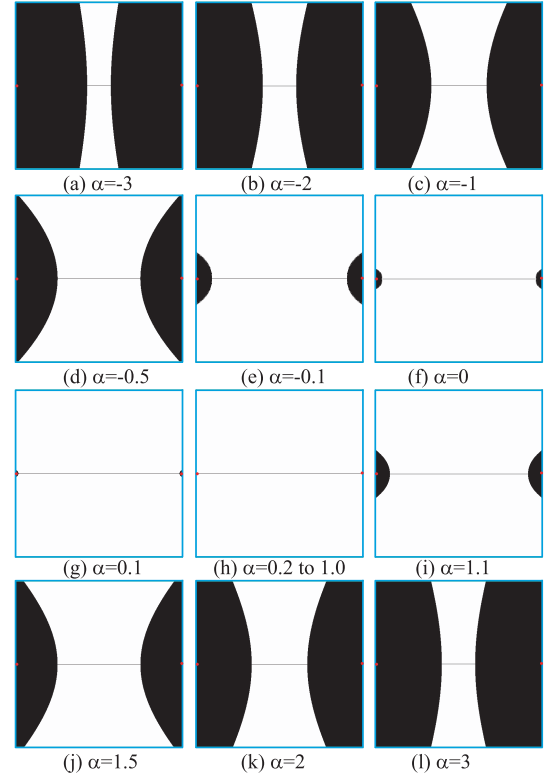 (a) α=-3 (b) α=-2 (c) α=-1
(d) α=-0.5 (e) α=-0.1 (f) α=0
(g) α=0.1 (h) α=0.2 to 1.0 (i) α=1.1
(j) α=1.5 (k) α=2 (l) α=3